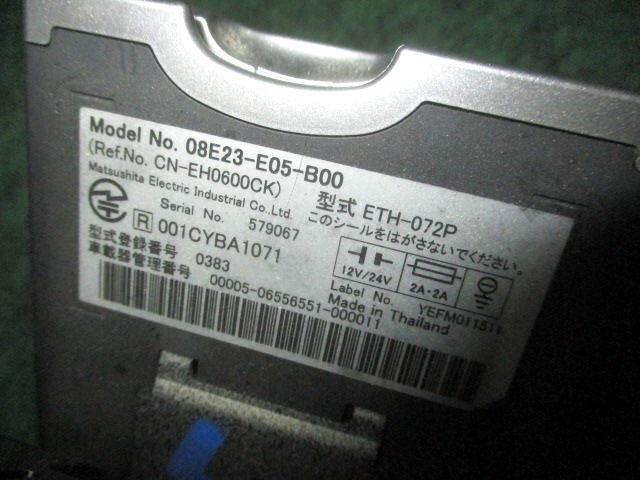 Model No. 08E23-E05-B00
(Ref.No. CN-EH0600CK)
Matsushita Electric Industrial Co.,Ltd.
Serial No. 579067
R 001CYBA1071
型式登録番号 0383
車載器管理番号
00005-06556551-000011
型式 ETH-072P
このシールをはがさないでください。
12V/24V
2A・2A
Label No. YEFM011511
Made in Thailand